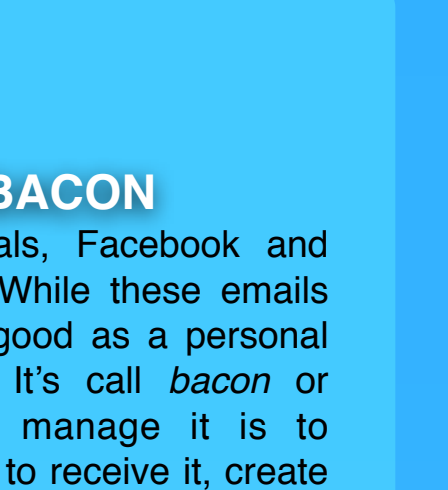 BACON
als, Facebook and
While these emails
good as a personal
It’s call bacon or
manage it is to
to receive it, create